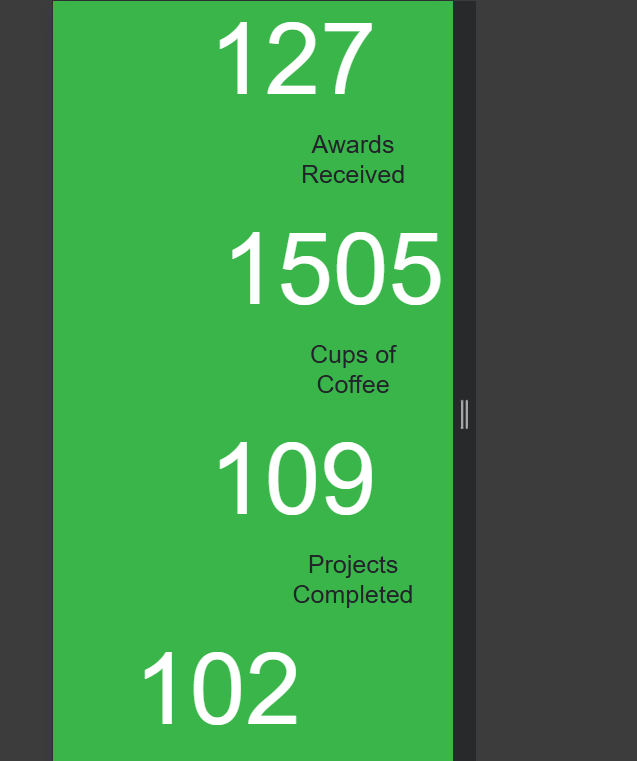 127
Awards
Received
1505
Cups of
Coffee
109
Projects
Completed
102